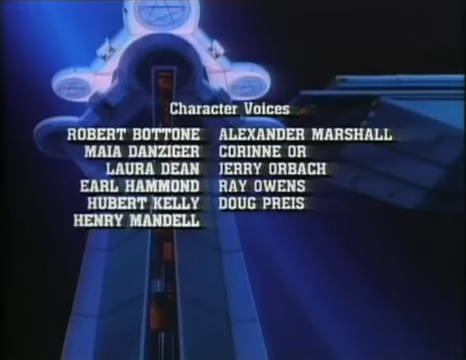 Character Voices
ROBERT BOTTONE ALEXANDER MARSHALL
MAIA DANZIGER CORINNE OR
LAURA DEAN JERRY ORBACH
EARL HAMMOND RAY OWENS
HUBERT KELLY DOUG PREIS
HENRY MANDELL